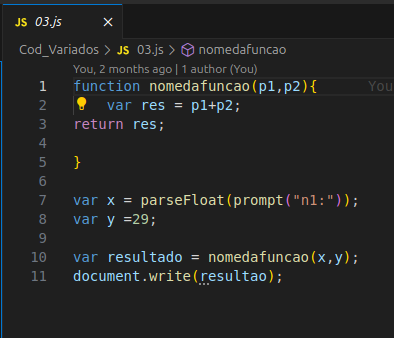 JS 03.js ×
Cod_Variados > JS 03.js > nomedafuncao
You, 2 months ago | 1 author (You)
1 function nomedafuncao(p1,p2){ You
2 var res = p1+p2;
3 return res;
4
5 }
6
7 var x = parseFloat(prompt("n1:"));
8 var y =29;
9
10 var resultado = nomedafuncao(x,y);
11 document.write(resultao);